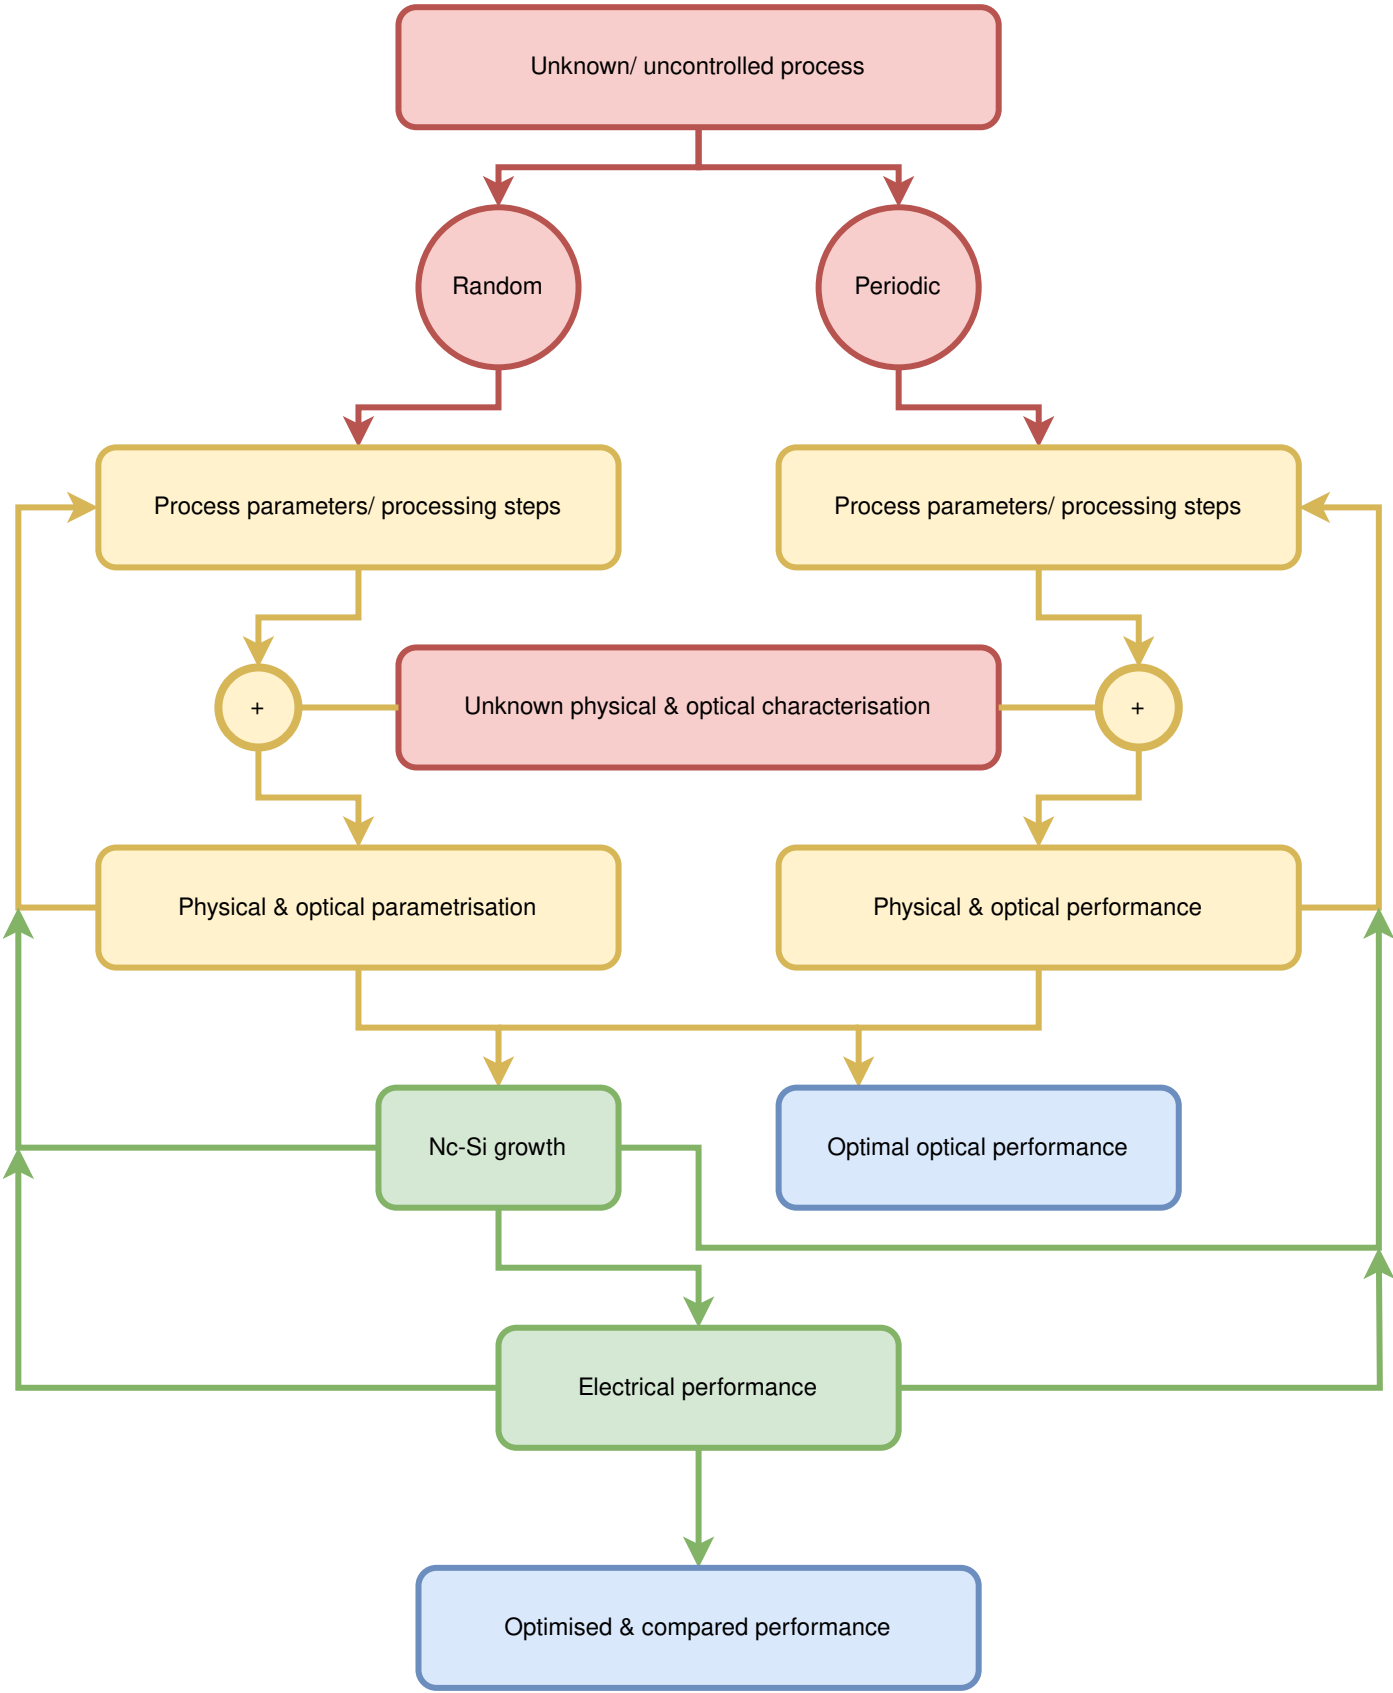 Unknown/ uncontrolled process
Random
Periodic
Process parameters/ processing steps
Process parameters/ processing steps
+
Unknown physical & optical characterisation
+
Physical & optical parametrisation
Physical & optical performance
Nc-Si growth
Optimal optical performance
Electrical performance
Optimised & compared performance